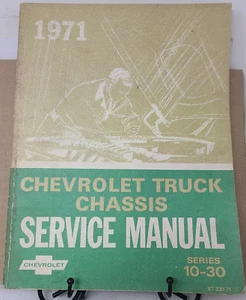 1971
CHEVROLET TRUCK
CHASSIS
SERVICE MANUAL
SERIES
10-30
CHEVROLET